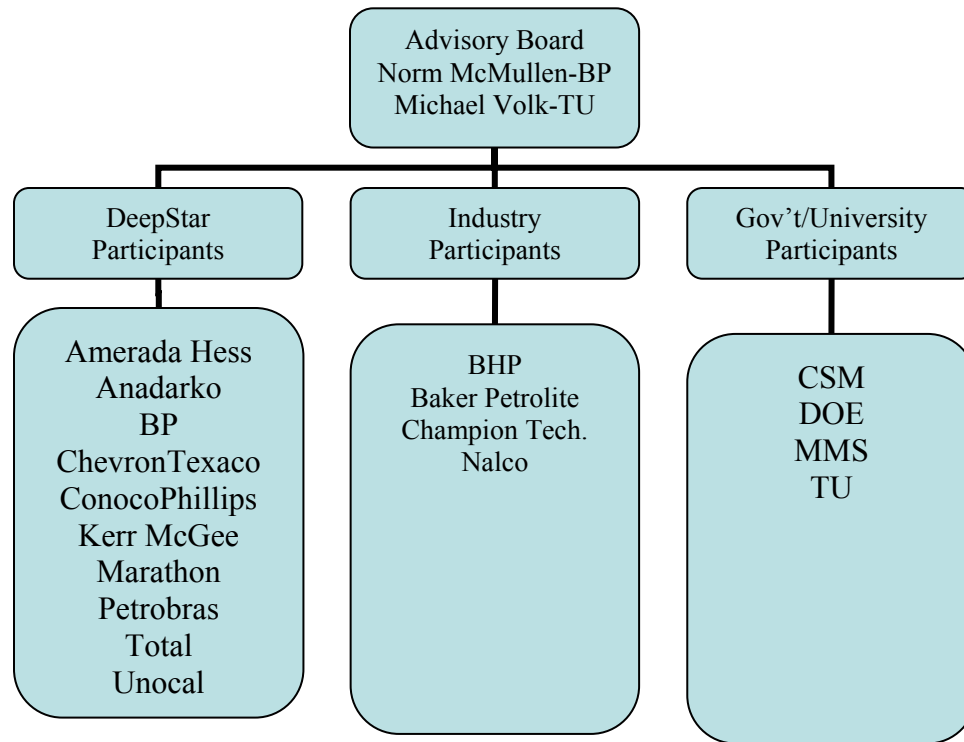 Advisory Board
Norm McMullen-BP
Michael Volk-TU
DeepStar
Participants
Industry
Participants
Gov’t/University
Participants
Amerada Hess
Anadarko
BP
ChevronTexaco
ConocoPhillips
Kerr McGee
Marathon
Petrobras
Total
Unocal
BHP
Baker Petrolite
Champion Tech.
Nalco
CSM
DOE
MMS
TU